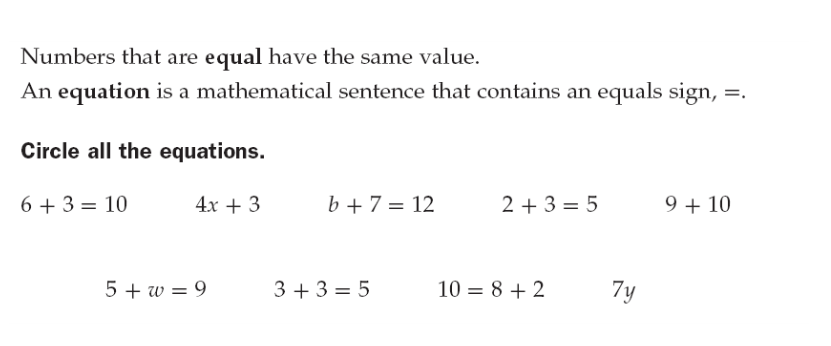 Numbers that are equal have the same value.
An equation is a mathematical sentence that contains an equals sign, =.
Circle all the equations.
6 + 3 = 10 4x + 3 b + 7 = 12 2 + 3 = 5 9 + 10
5 + w = 9 3 + 3 = 5 10 = 8 + 2 7y